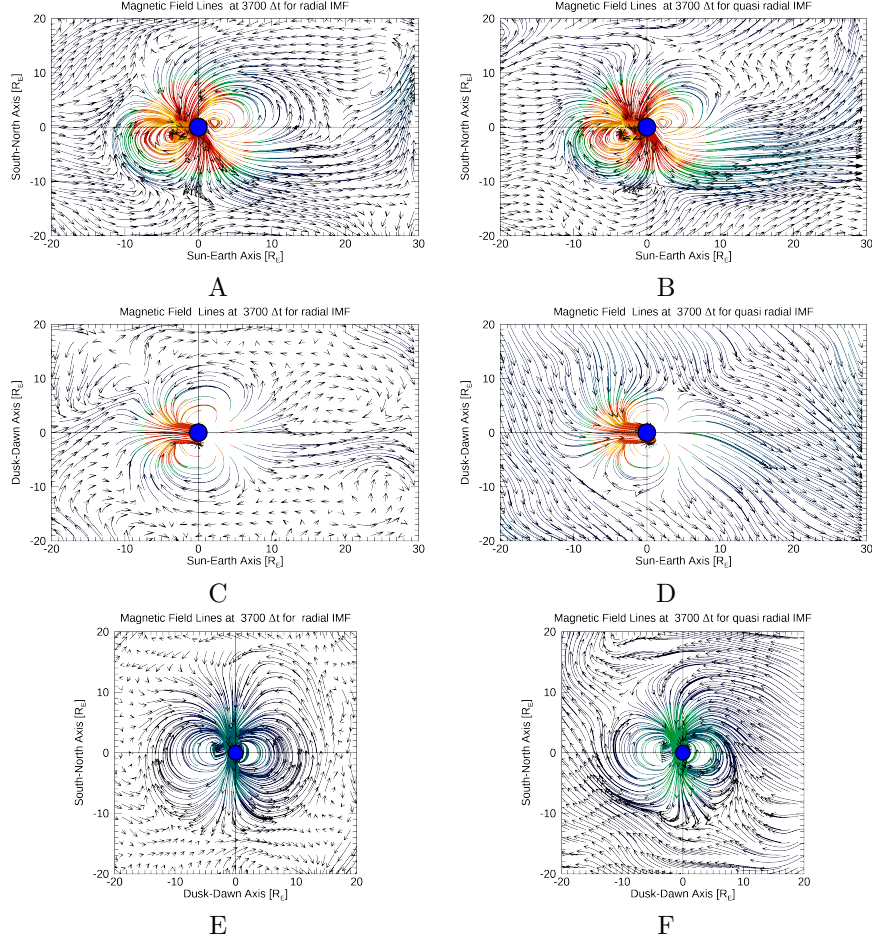 Magnetic Field Lines at 3700 Δt for radial IMF
South-North Axis [R_E]
20
10
0
-10
-20
-20 -10 0 10 20 30
Sun-Earth Axis [R_E]
A
Magnetic Field Lines at 3700 Δt for quasi radial IMF
South-North Axis [R_E]
20
10
0
-10
-20
-20 -10 0 10 20 30
Sun-Earth Axis [R_E]
B
Magnetic Field Lines at 3700 Δt for radial IMF
Dusk-Dawn Axis [R_E]
20
10
0
-10
-20
-20 -10 0 10 20 30
Sun-Earth Axis [R_E]
C
Magnetic Field Lines at 3700 Δt for quasi radial IMF
Dusk-Dawn Axis [R_E]
20
10
0
-10
-20
-20 -10 0 10 20 30
Sun-Earth Axis [R_E]
D
Magnetic Field Lines at 3700 Δt for radial IMF
South-North Axis [R_E]
20
10
0
-10
-20
-20 -10 0 10 20
Dusk-Dawn Axis [R_E]
E
Magnetic Field Lines at 3700 Δt for quasi radial IMF
South-North Axis [R_E]
20
10
0
-10
-20
-20 -10 0 10 20
Dusk-Dawn Axis [R_E]
F